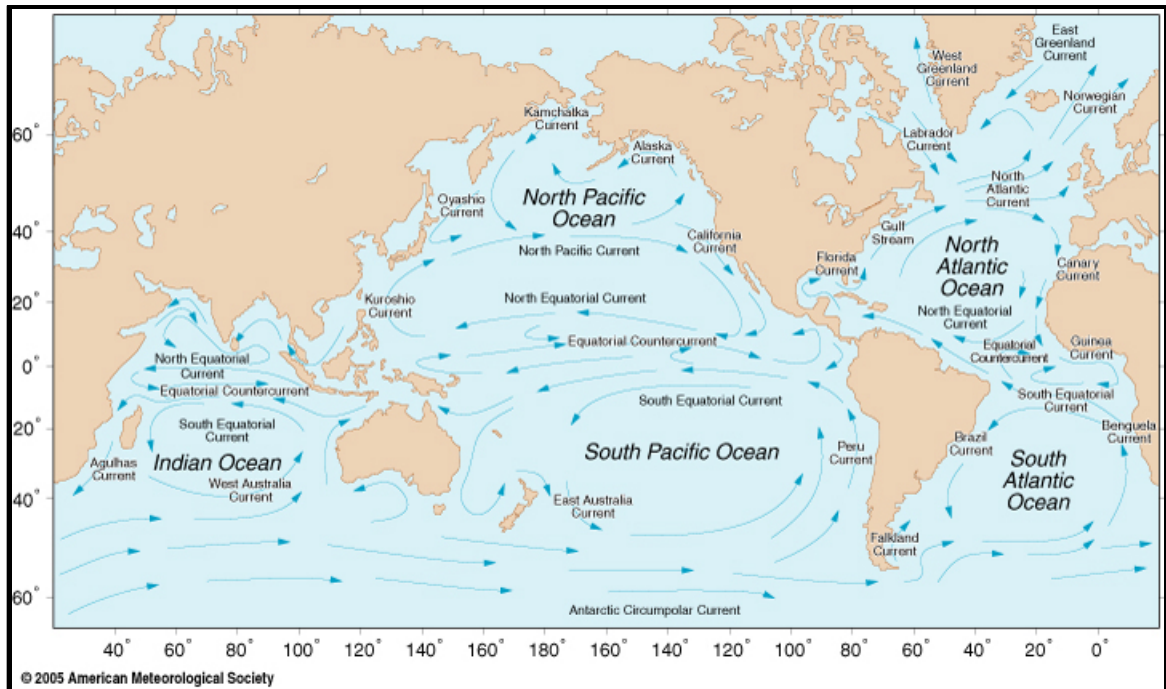 East
Greenland
Current
West
Greenland
Current
Norwegian
Current
Kamchatka
Current
60°
Labrador
Current
Alaska
Current
North
Atlantic
Current
Oyashio
Current
North Pacific
Ocean
40°
Gulf
Stream
California
Current
North Pacific Current
North
Atlantic
Ocean
Florida
Current
Canary
Current
20°
Kuroshio
Current
North Equatorial Current
North Equatorial
Current
Equatorial Countercurrent
Equatorial
Countercurrent
Guinea
Current
North Equatorial
Current
0°
Equatorial Countercurrent
South Equatorial Current
South Equatorial
Current
20°
South Equatorial
Current
Benguela
Current
Brazil
Current
South Pacific Ocean
Peru
Current
Agulhas
Current
Indian Ocean
South
Atlantic
Ocean
West Australia
Current
40°
East Australia
Current
Falkland
Current
60°
Antarctic Circumpolar Current
40° 60° 80° 100° 120° 140° 160° 180° 160° 140° 120° 100° 80° 60° 40° 20° 0°
© 2005 American Meteorological Society